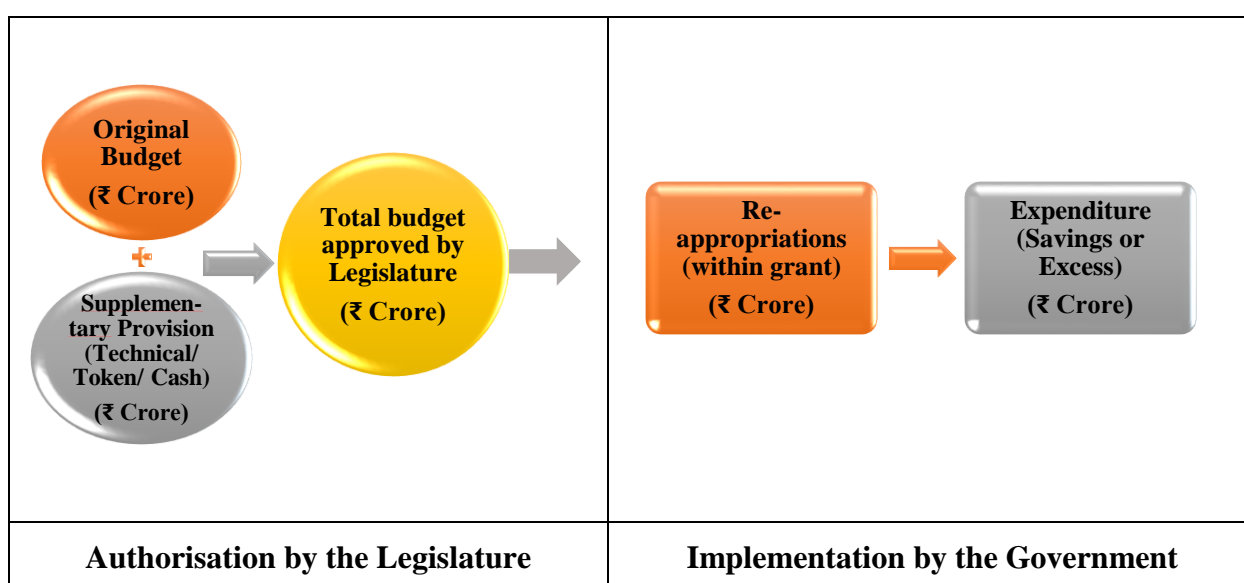 Original
Budget
(₹ Crore)
+
Supplemen-
tary Provision
(Technical/
Token/ Cash)
(₹ Crore)
Total budget
approved by
Legislature
(₹ Crore)
Re-
appropriations
(within grant)
(₹ Crore)
Expenditure
(Savings or
Excess)
(₹ Crore)
Authorisation by the Legislature
Implementation by the Government